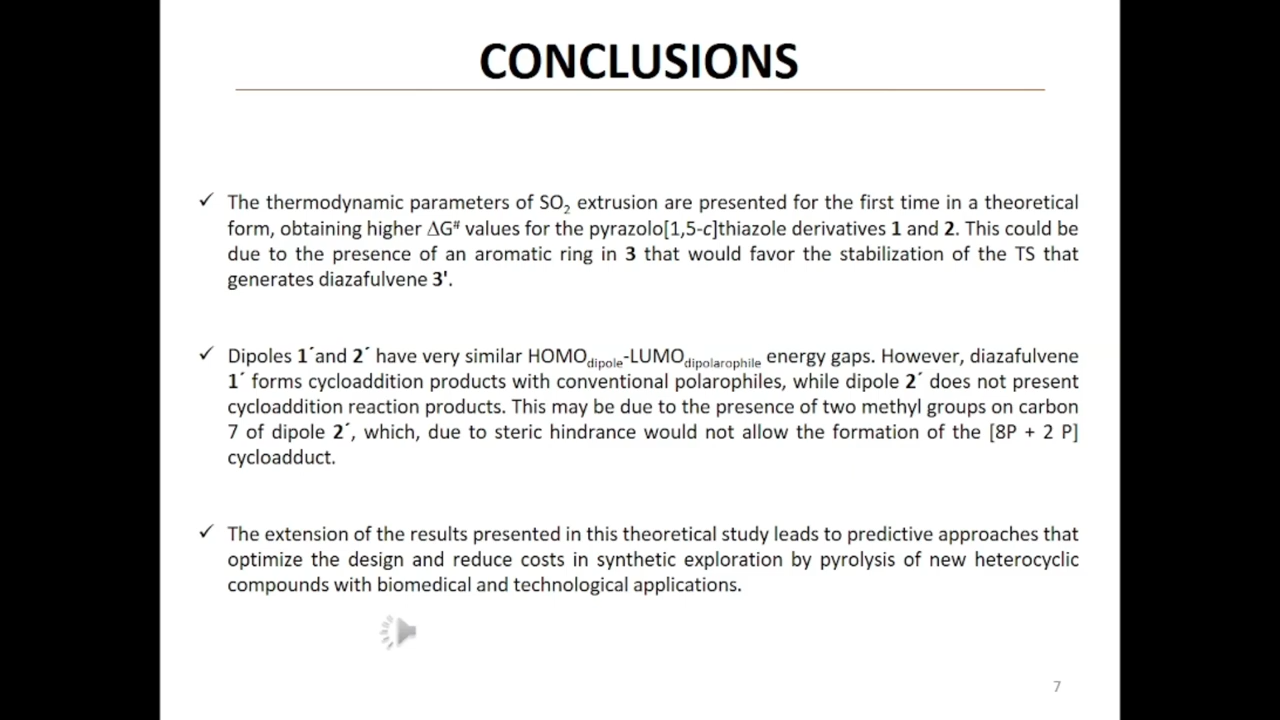 CONCLUSIONS
✓ The thermodynamic parameters of SO₂ extrusion are presented for the first time in a theoretical
form, obtaining higher ΔG# values for the pyrazolo[1,5-c]thiazole derivatives 1 and 2. This could be
due to the presence of an aromatic ring in 3 that would favor the stabilization of the TS that
generates diazafulvene 3'.
✓ Dipoles 1´and 2´ have very similar HOMOdipole-LUMOdipolarophile energy gaps. However, diazafulvene
1´ forms cycloaddition products with conventional polarophiles, while dipole 2´ does not present
cycloaddition reaction products. This may be due to the presence of two methyl groups on carbon
7 of dipole 2´, which, due to steric hindrance would not allow the formation of the [8P + 2 P]
cycloadduct.
✓ The extension of the results presented in this theoretical study leads to predictive approaches that
optimize the design and reduce costs in synthetic exploration by pyrolysis of new heterocyclic
compounds with biomedical and technological applications.
7